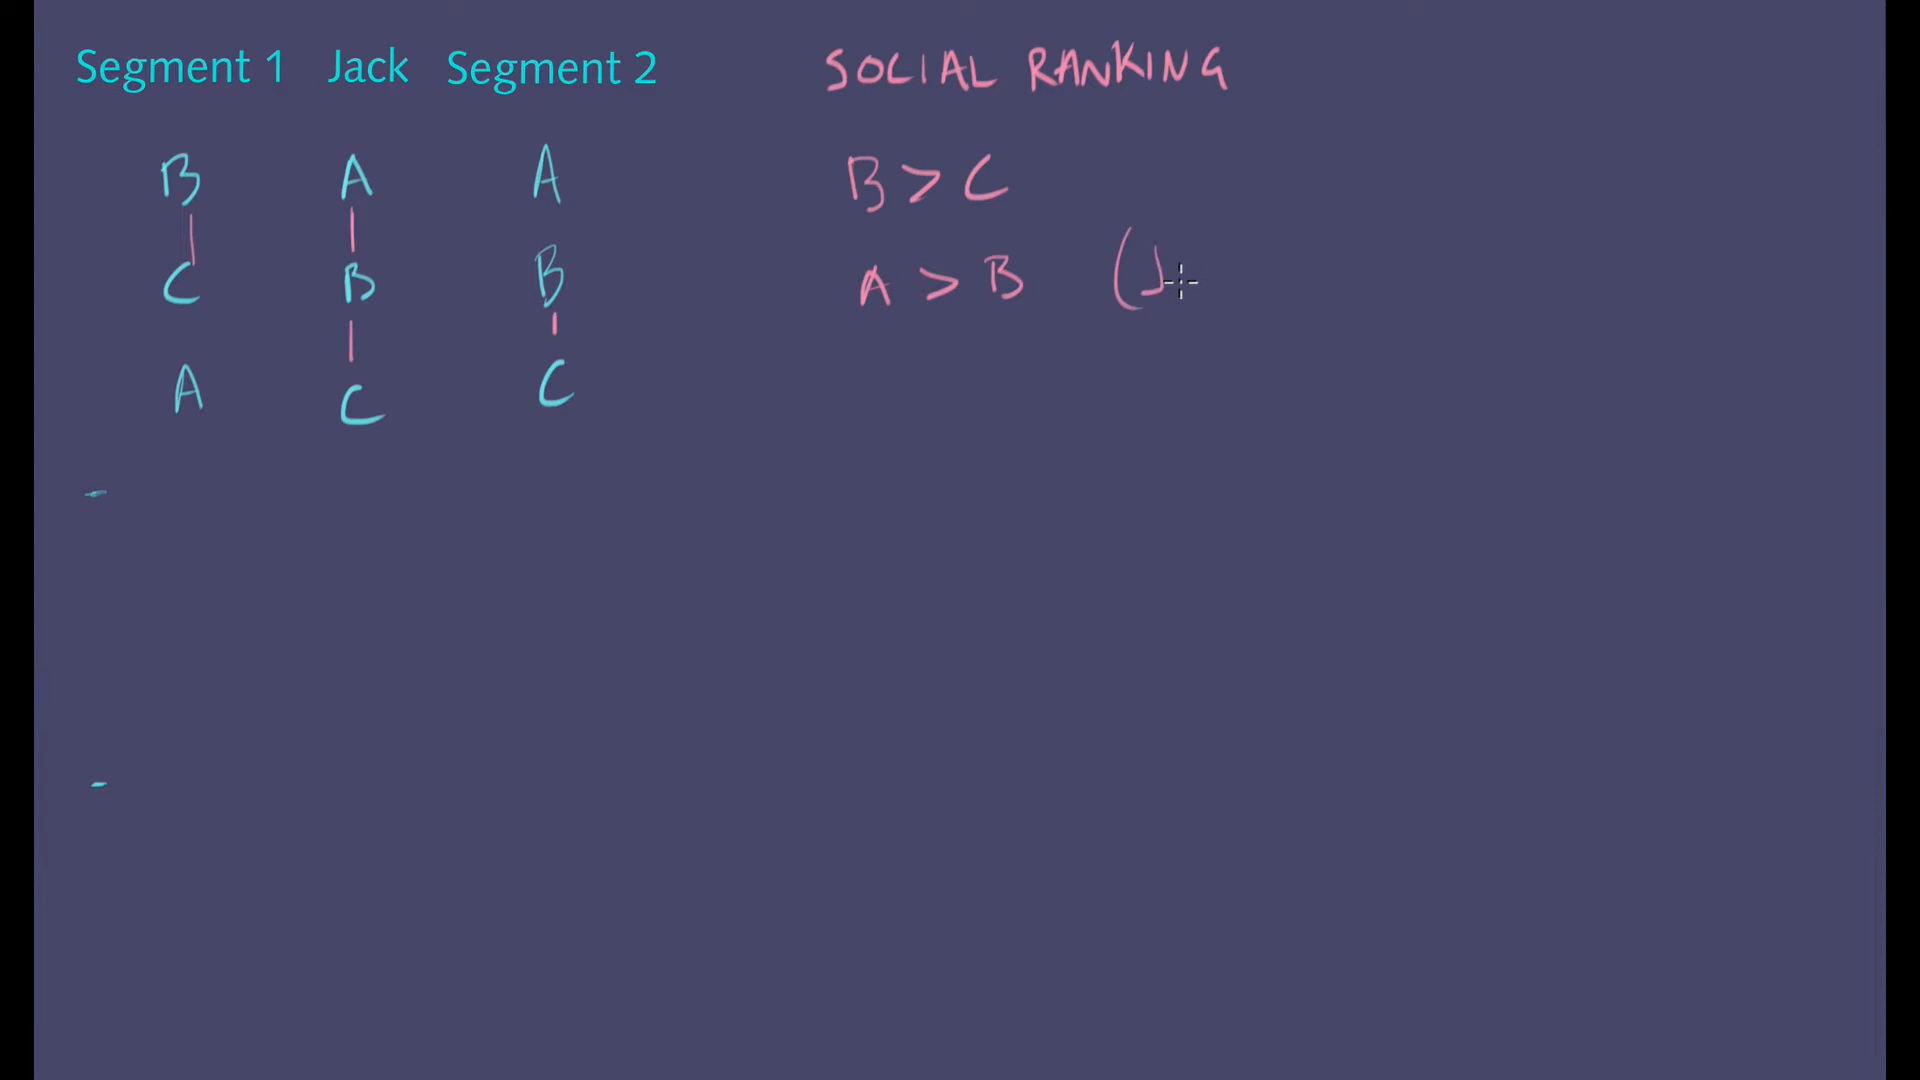 Segment 1 Jack Segment 2 SOCIAL RANKING
B A A B > C
C B B A > B (J
A C C
-
-